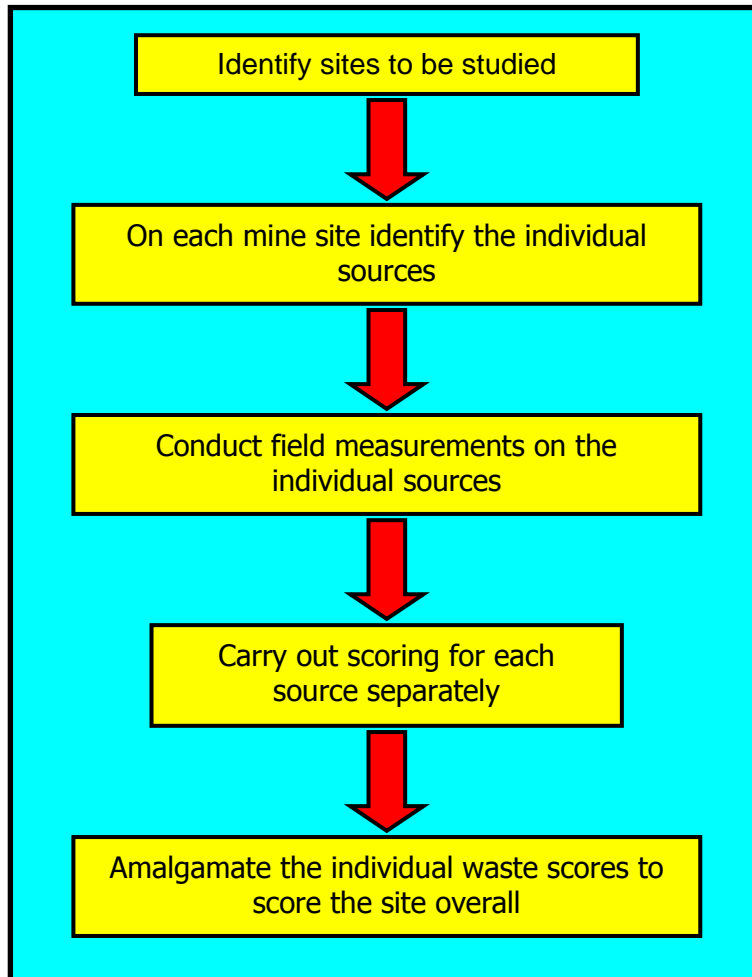 Identify sites to be studied
On each mine site identify the individual
sources
Conduct field measurements on the
individual sources
Carry out scoring for each
source separately
Amalgamate the individual waste scores to
score the site overall